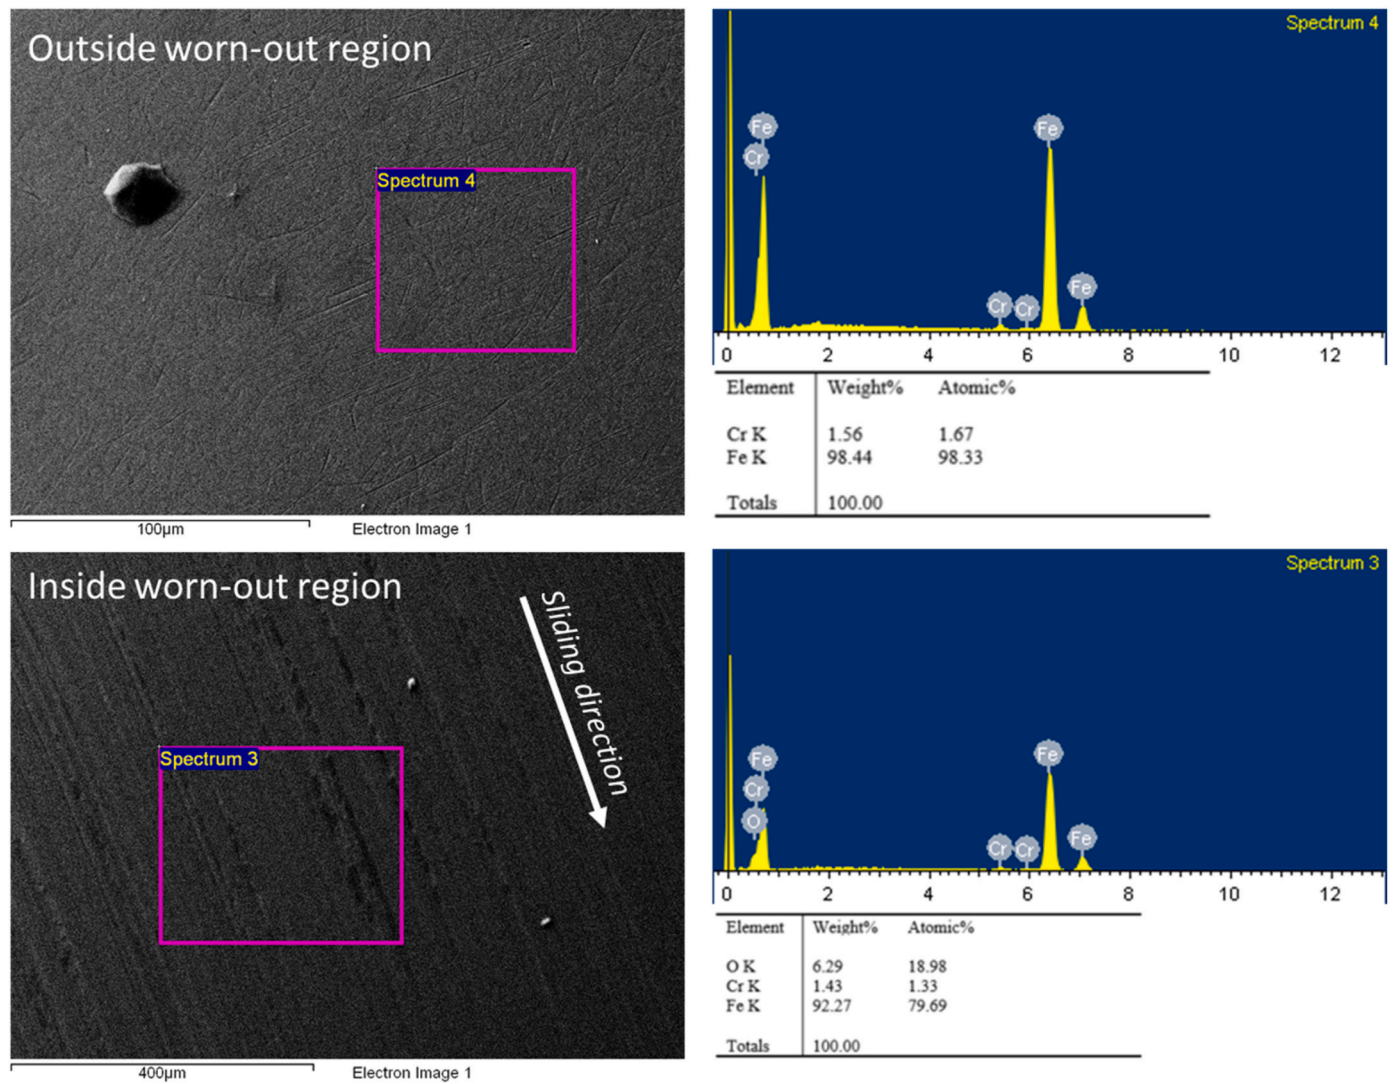 Outside worn-out region
Spectrum 4
100µm
Electron Image 1
Spectrum 4
Fe
Cr
Fe
Cr
Cr
Fe
0 2 4 6 8 10 12
Element Weight% Atomic%
Cr K 1.56 1.67
Fe K 98.44 98.33
Totals 100.00
Inside worn-out region
Sliding direction
Spectrum 3
400µm
Electron Image 1
Spectrum 3
Fe
Cr
O
Fe
Cr
Cr
Fe
0 2 4 6 8 10 12
Element Weight% Atomic%
O K 6.29 18.98
Cr K 1.43 1.33
Fe K 92.27 79.69
Totals 100.00